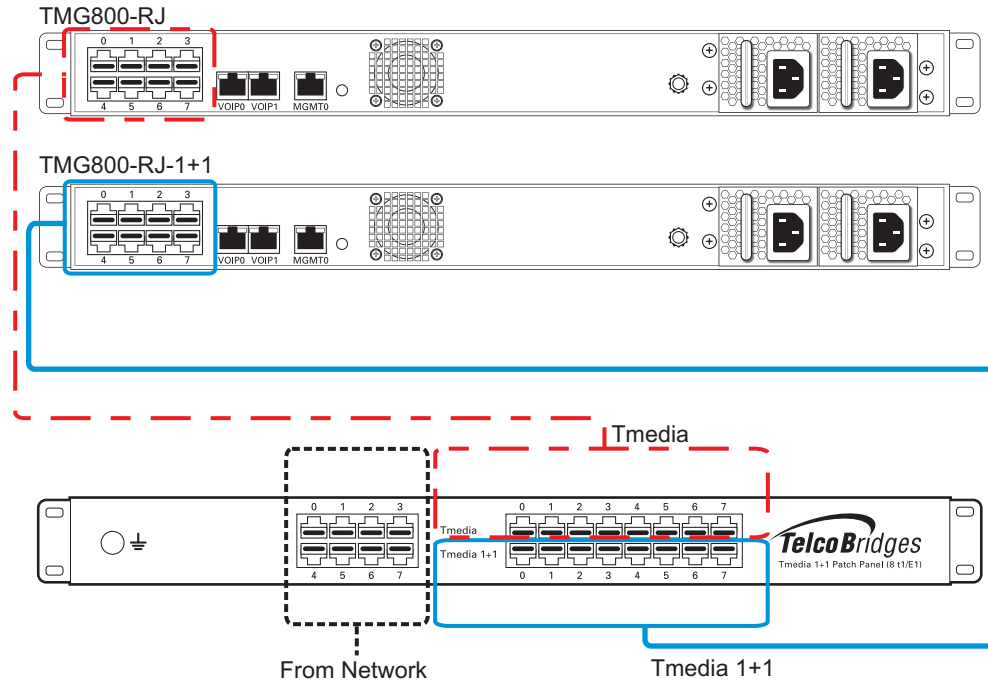 TMG800-RJ
0 1 2 3
4 5 6 7
VOIP0 VOIP1 MGMT0
TMG800-RJ-1+1
0 1 2 3
4 5 6 7
VOIP0 VOIP1 MGMT0
Tmedia
0 1 2 3
4 5 6 7
0 1 2 3 4 5 6 7
Tmedia
Tmedia 1+1
0 1 2 3 4 5 6 7
TelcoBridges
Tmedia 1+1 Patch Panel (8 t1/E1)
From Network
Tmedia 1+1